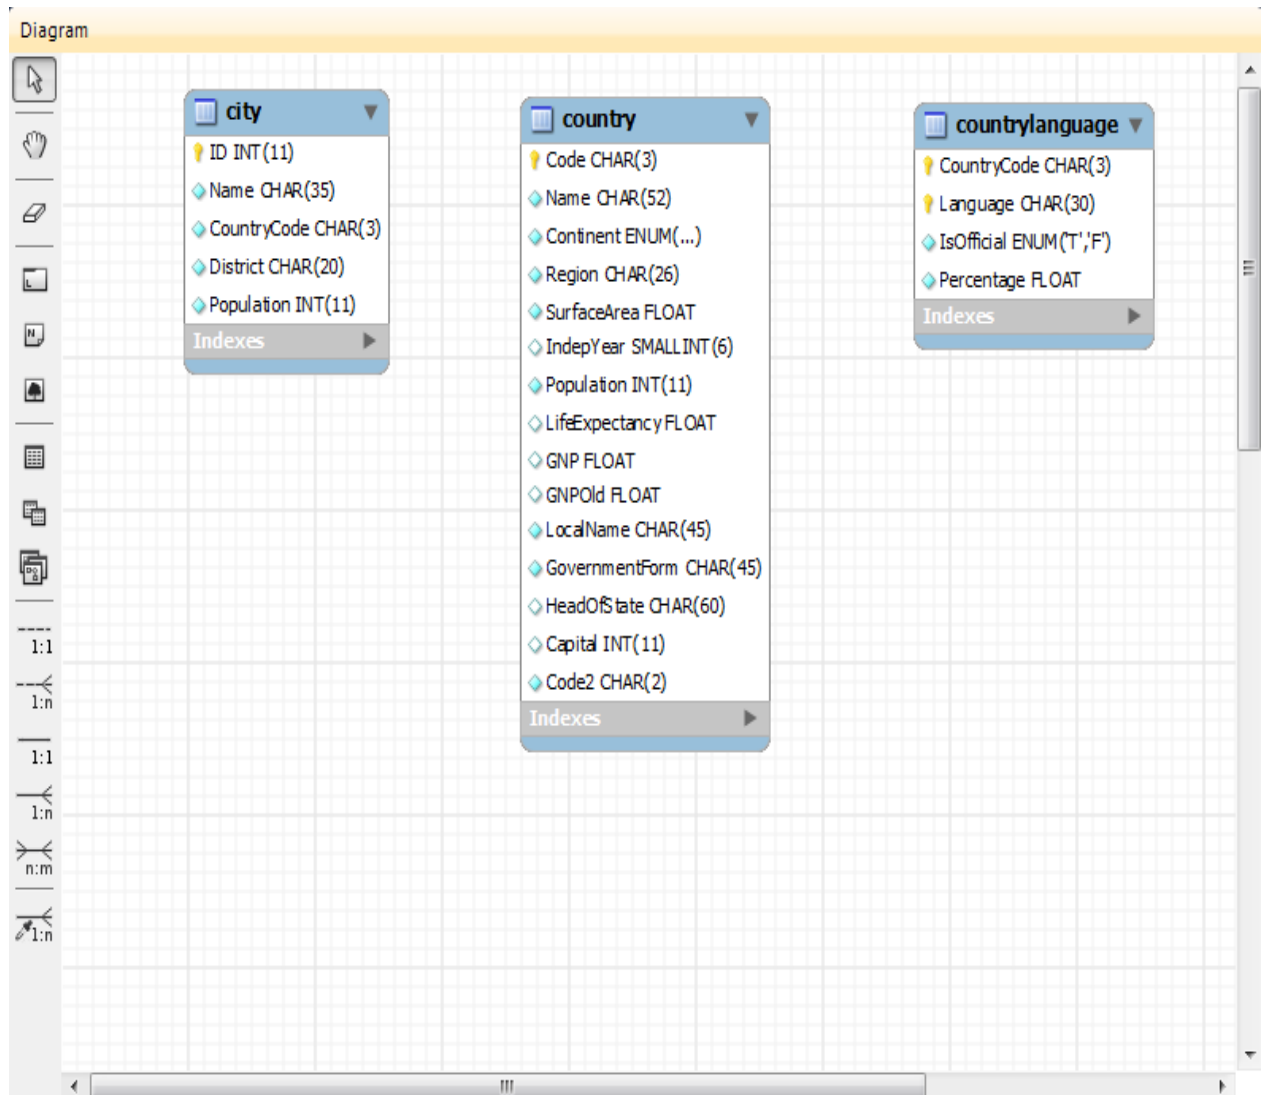 Diagram
city
ID INT(11)
Name CHAR(35)
CountryCode CHAR(3)
District CHAR(20)
Population INT(11)
Indexes
country
Code CHAR(3)
Name CHAR(52)
Continent ENUM(...)
Region CHAR(26)
SurfaceArea FLOAT
IndepYear SMALLINT(6)
Population INT(11)
LifeExpectancy FLOAT
GNP FLOAT
GNPOld FLOAT
LocalName CHAR(45)
GovernmentForm CHAR(45)
HeadOfState CHAR(60)
Capital INT(11)
Code2 CHAR(2)
Indexes
countrylanguage
CountryCode CHAR(3)
Language CHAR(30)
IsOfficial ENUM('T','F')
Percentage FLOAT
Indexes
1:1
1:n
1:1
1:n
n:m
1:n